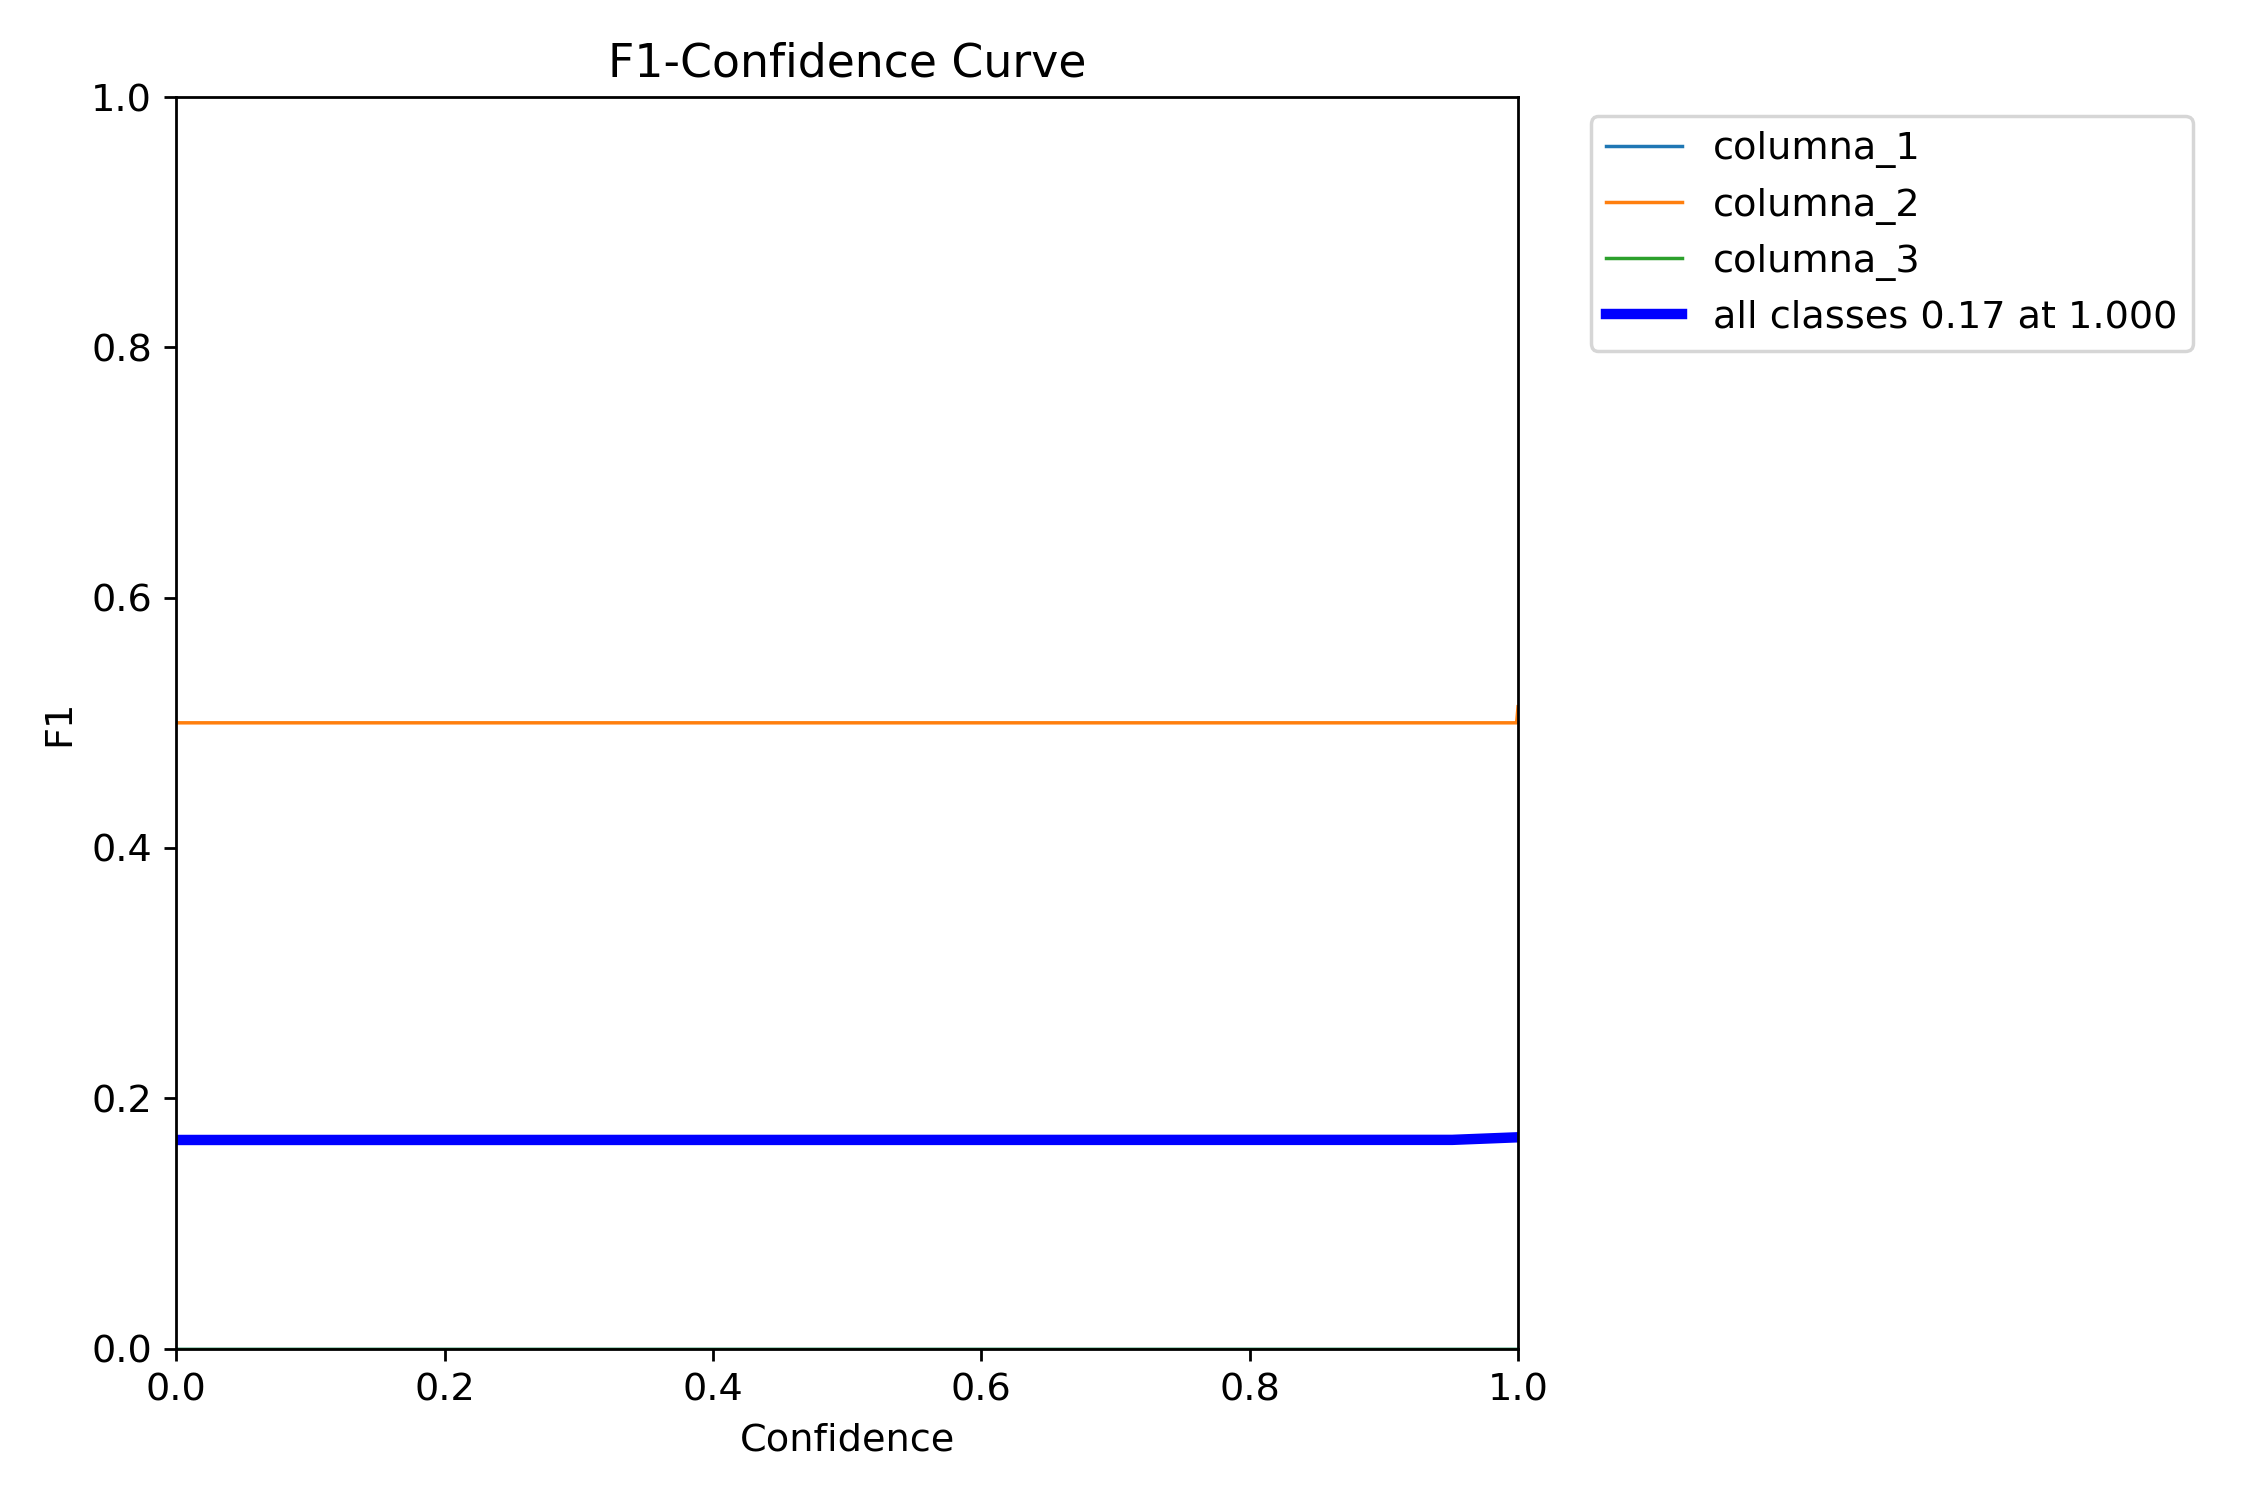 F1-Confidence Curve
1.0
0.8
0.6
0.4
0.2
0.0
F1
0.0 0.2 0.4 0.6 0.8 1.0
Confidence
columna_1
columna_2
columna_3
all classes 0.17 at 1.000